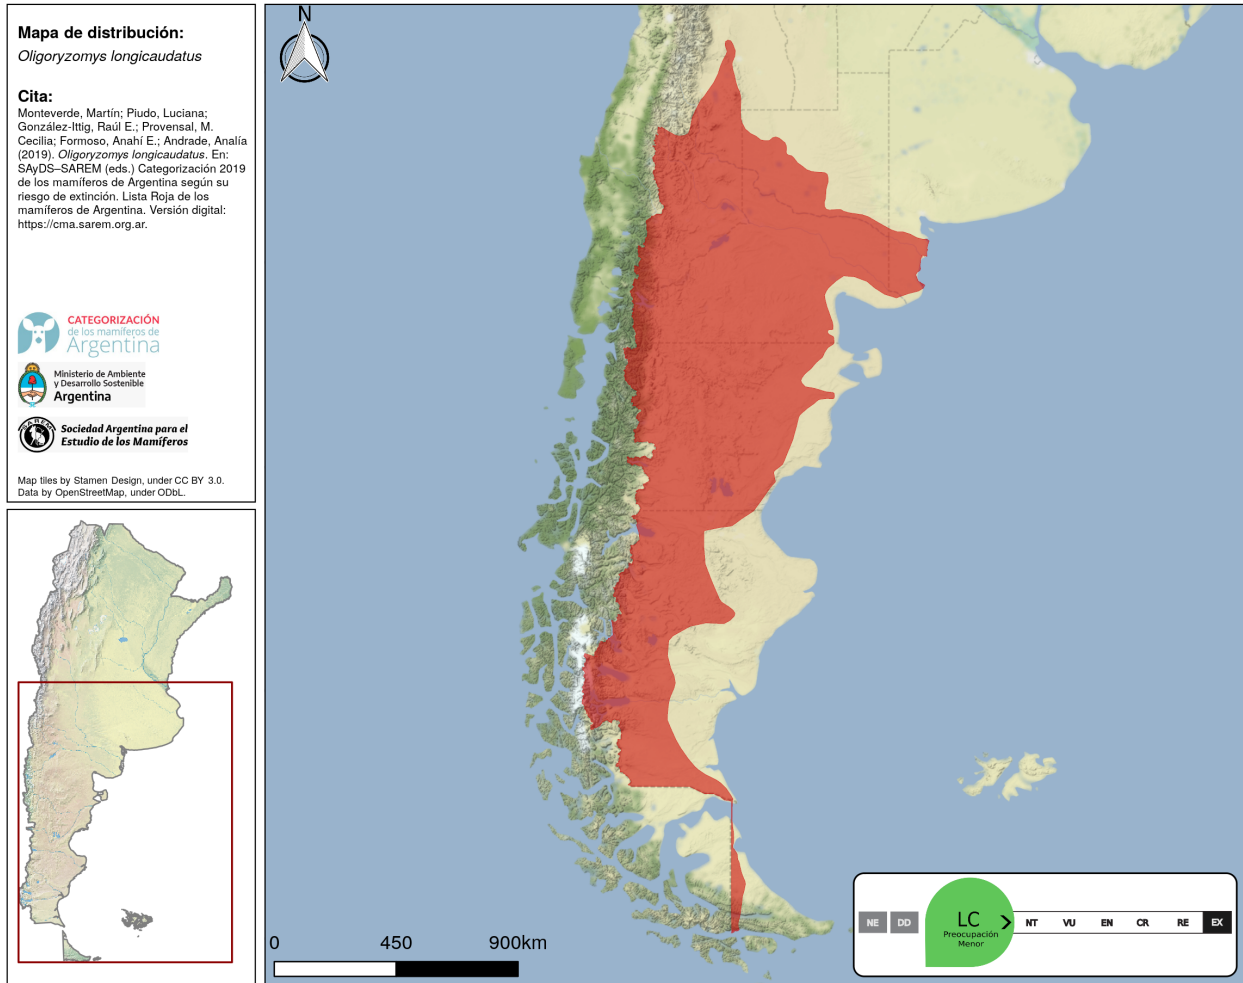 Mapa de distribución:
Oligoryzomys longicaudatus
Cita:
Monteverde, Martín; Piudo, Luciana;
González-Ittig, Raúl E.; Provensal, M.
Cecilia; Formoso, Anahí E.; Andrade, Analía
(2019). Oligoryzomys longicaudatus. En:
SAyDS–SAREM (eds.) Categorización 2019
de los mamíferos de Argentina según su
riesgo de extinción. Lista Roja de los
mamíferos de Argentina. Versión digital:
https://cma.sarem.org.ar.
CATEGORIZACIÓN
de los mamíferos de
Argentina
Ministerio de Ambiente
y Desarrollo Sostenible
Argentina
SAREM
Sociedad Argentina para el
Estudio de los Mamíferos
Map tiles by Stamen Design, under CC BY 3.0.
Data by OpenStreetMap, under ODbL.
N
0 450 900km
NE DD LC NT VU EN CR RE EX
Preocupación
Menor